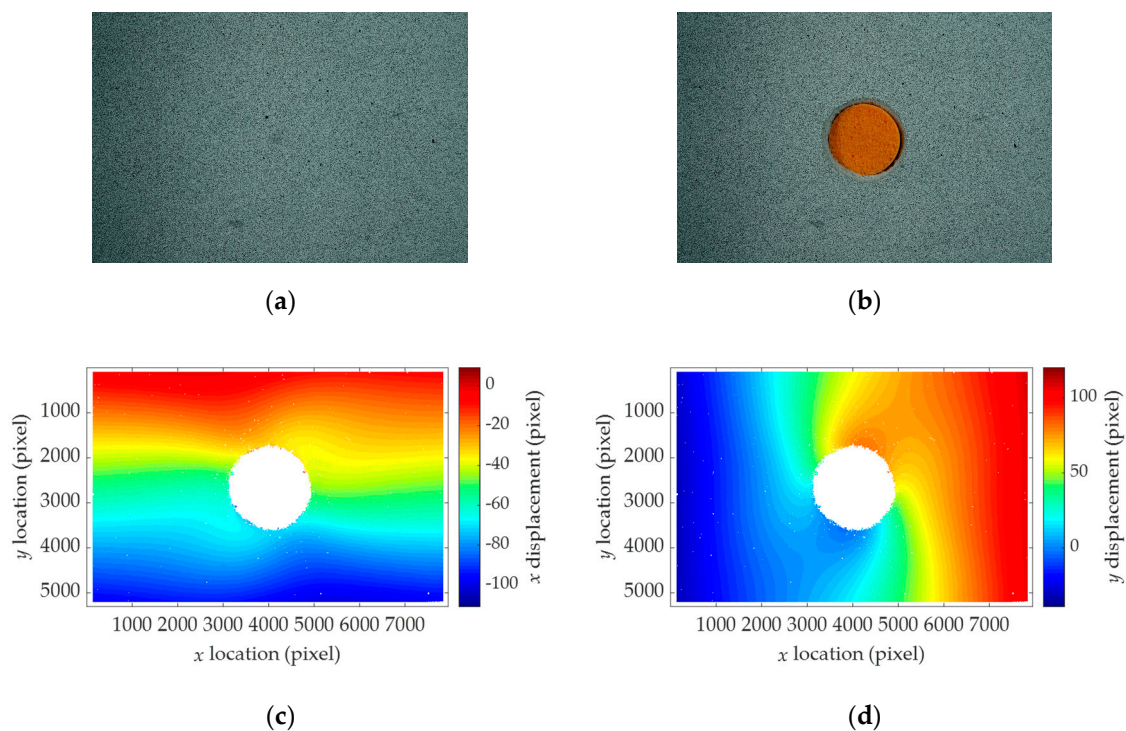 (a)
(b)
1000
2000
3000
4000
5000
y location (pixel)
1000 2000 3000 4000 5000 6000 7000
x location (pixel)
0
-20
-40
-60
-80
-100
x displacement (pixel)
(c)
1000
2000
3000
4000
5000
y location (pixel)
1000 2000 3000 4000 5000 6000 7000
x location (pixel)
100
50
0
y displacement (pixel)
(d)